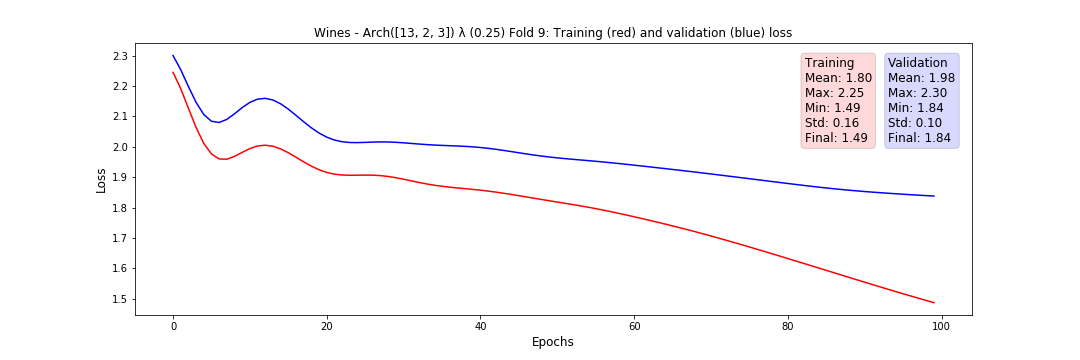 Wines - Arch([13, 2, 3]) λ (0.25) Fold 9: Training (red) and validation (blue) loss
Training
Mean: 1.80
Max: 2.25
Min: 1.49
Std: 0.16
Final: 1.49
Validation
Mean: 1.98
Max: 2.30
Min: 1.84
Std: 0.10
Final: 1.84
Loss
2.3
2.2
2.1
2.0
1.9
1.8
1.7
1.6
1.5
0
20
40
60
80
100
Epochs